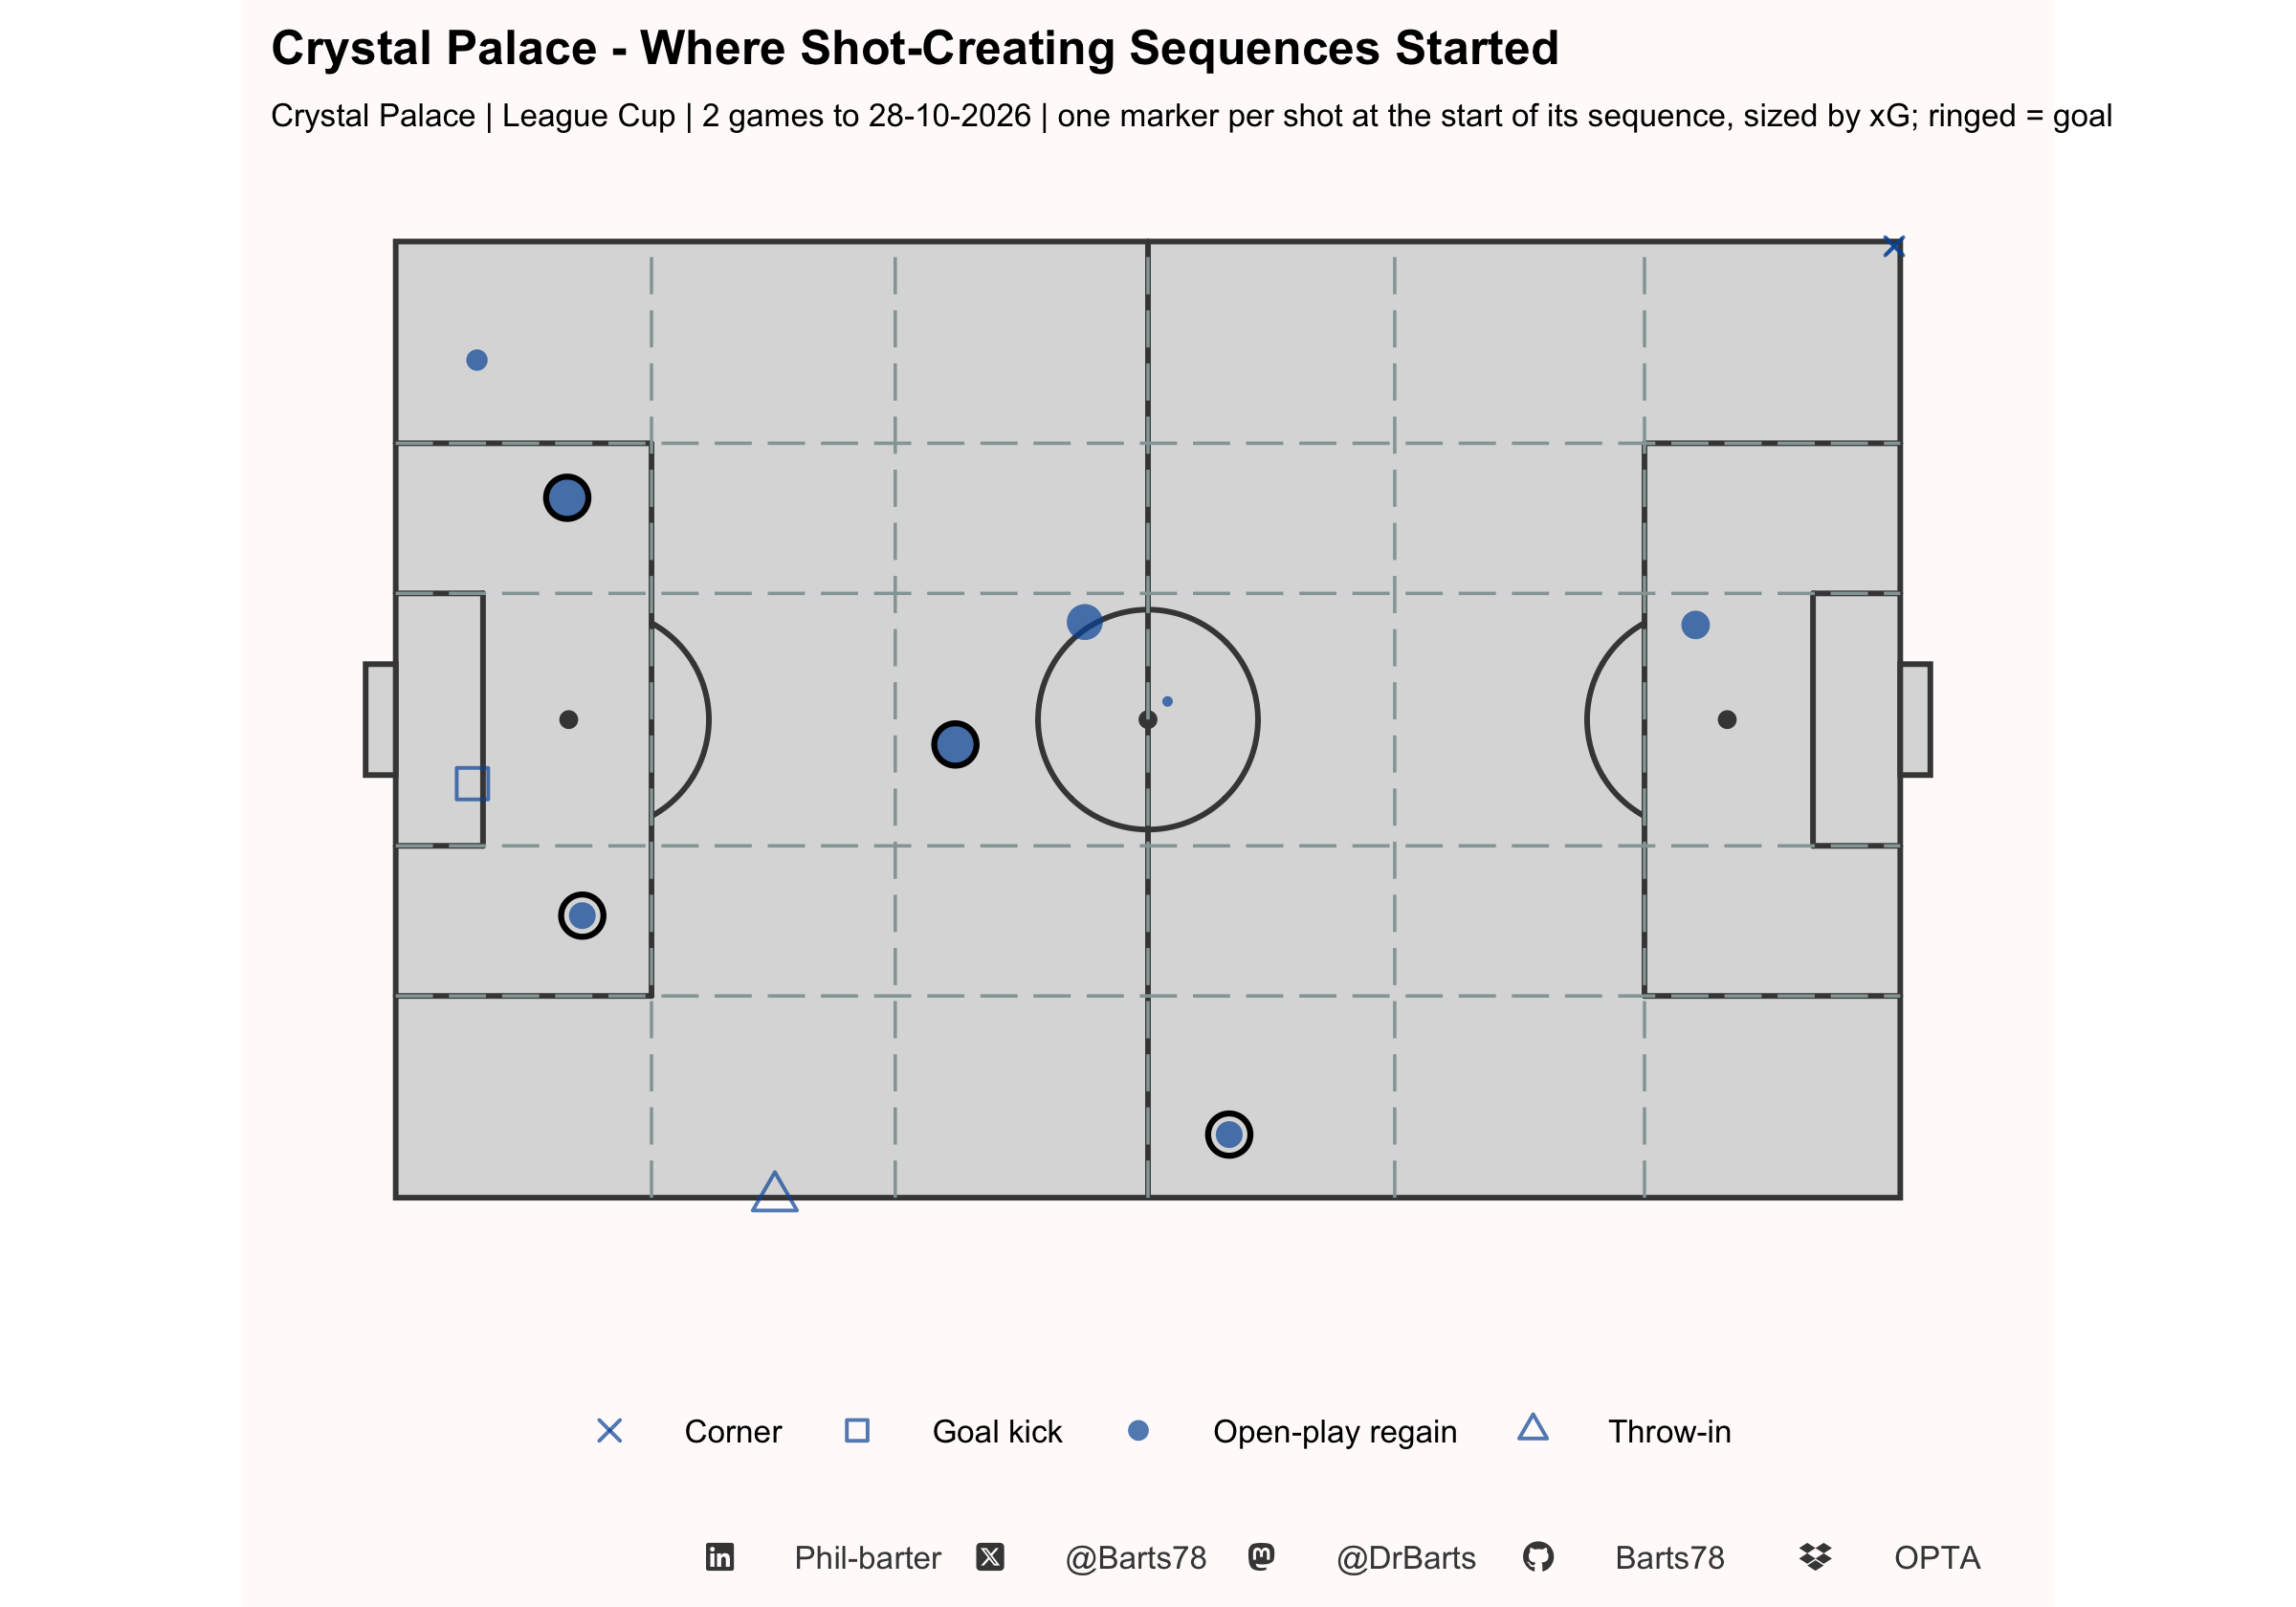 Crystal Palace - Where Shot-Creating Sequences Started
Crystal Palace | League Cup | 2 games to 28-10-2026 | one marker per shot at the start of its sequence, sized by xG; ringed = goal
Corner Goal kick Open-play regain Throw-in
Phil-barter @Barts78 @DrBarts Barts78 OPTA